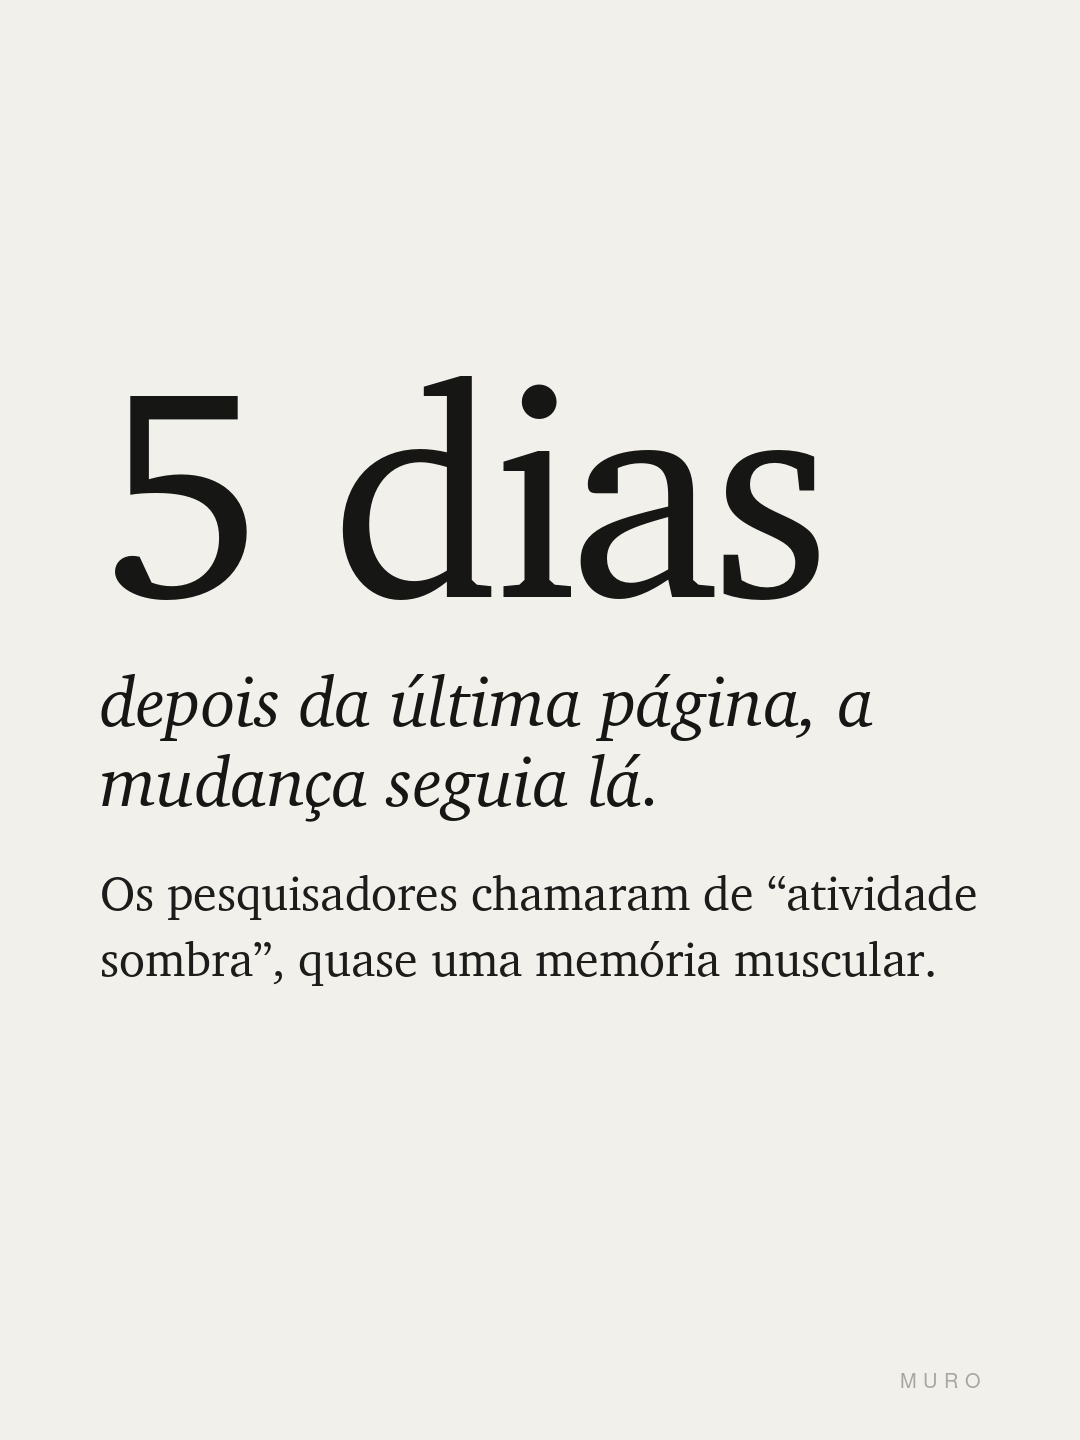 5 dias
depois da última página, a
mudança seguia lá.
Os pesquisadores chamaram de “atividade
sombra”, quase uma memória muscular.
MURO